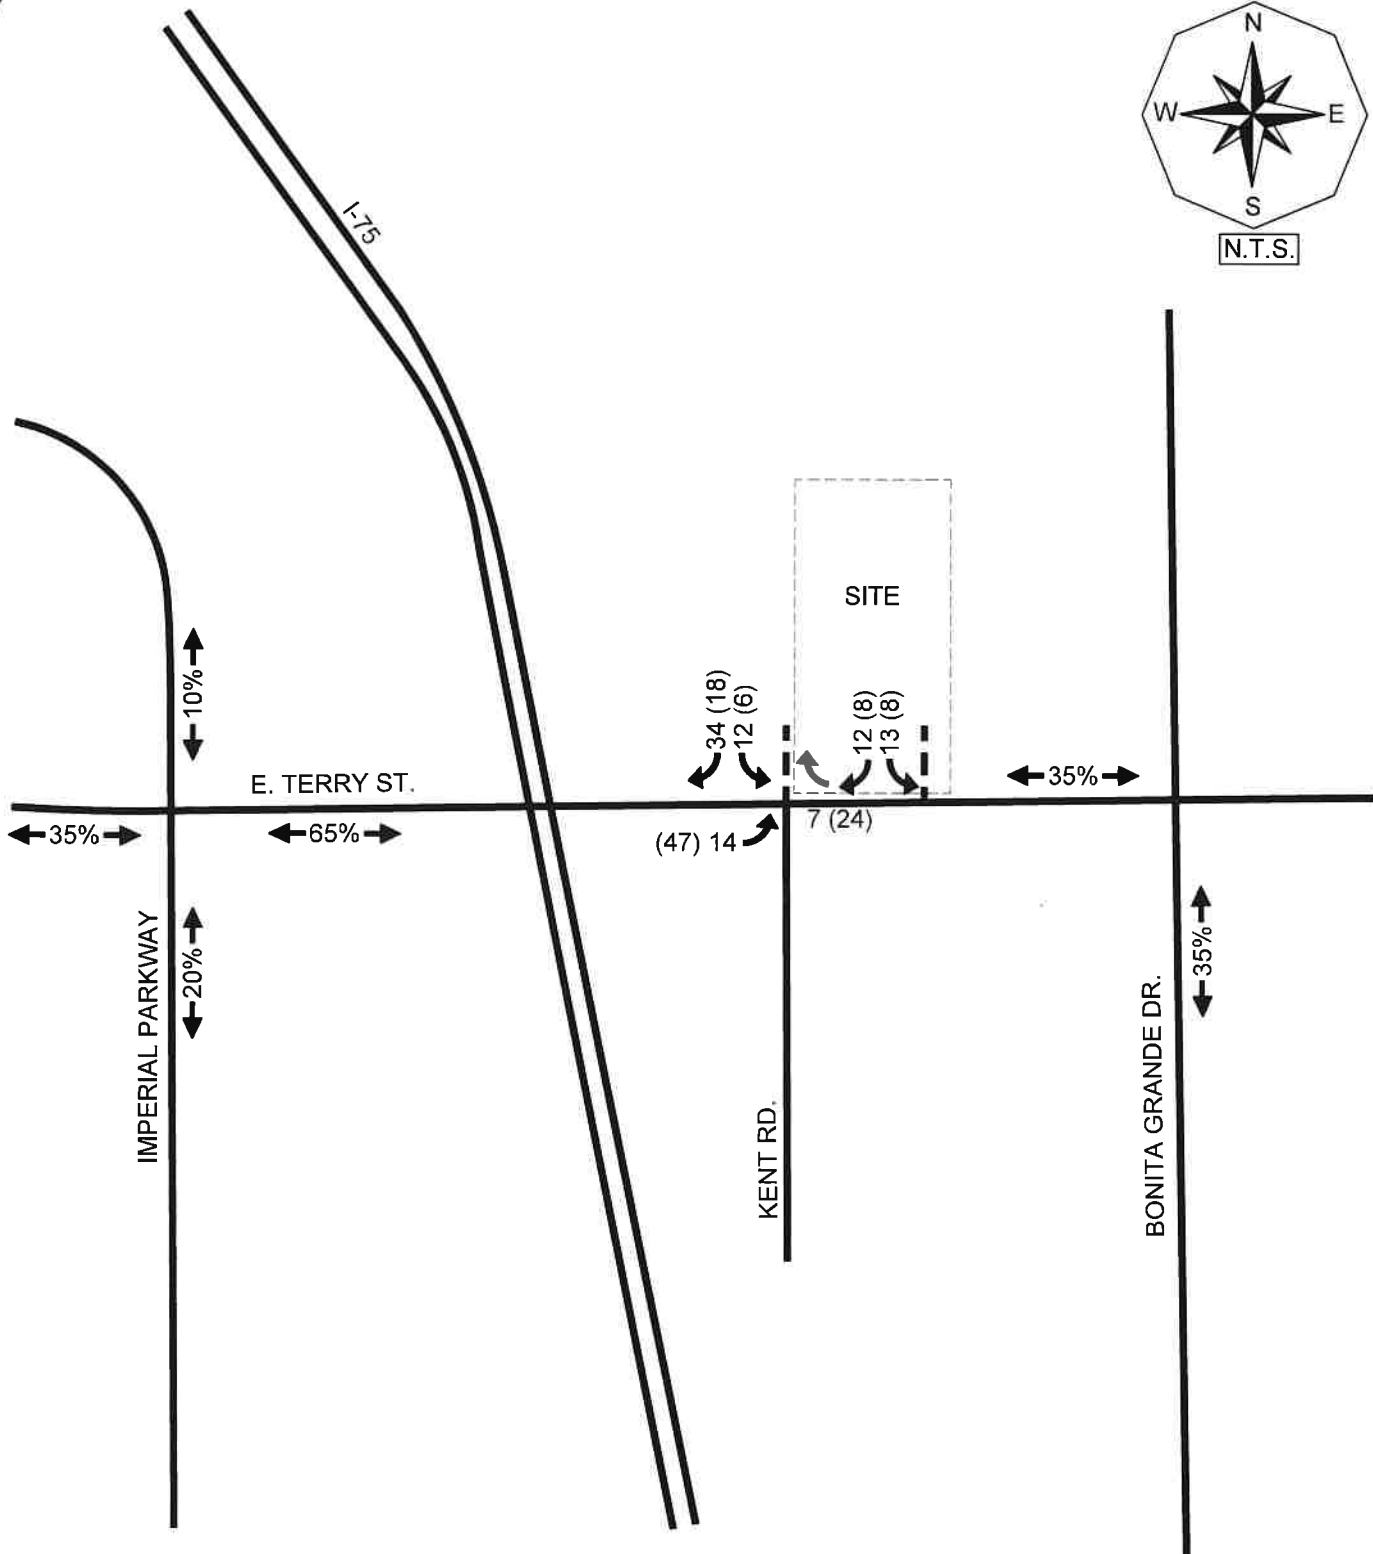 N
W
E
S
N.T.S.
I-75
SITE
34 (18)
12 (6)
12 (8)
13 (8)
10%
E. TERRY ST.
35%
35%
65%
(47) 14
7 (24)
IMPERIAL PARKWAY
20%
35%
KENT RD.
BONITA GRANDE DR.